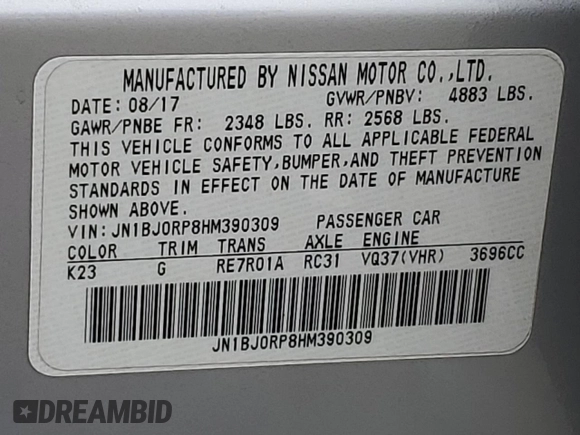 MANUFACTURED BY NISSAN MOTOR CO.,LTD.
DATE: 08/17 GVWR/PNBV: 4883 LBS.
GAWR/PNBE FR: 2348 LBS. RR: 2568 LBS.
THIS VEHICLE CONFORMS TO ALL APPLICABLE FEDERAL
MOTOR VEHICLE SAFETY,BUMPER,AND THEFT PREVENTION
STANDARDS IN EFFECT ON THE DATE OF MANUFACTURE
SHOWN ABOVE.
VIN: JN1BJ0RP8HM390309 PASSENGER CAR
COLOR TRIM TRANS AXLE ENGINE
K23 G RE7R01A RC31 VQ37(VHR) 3696CC
JN1BJ0RP8HM390309
DREAMBID